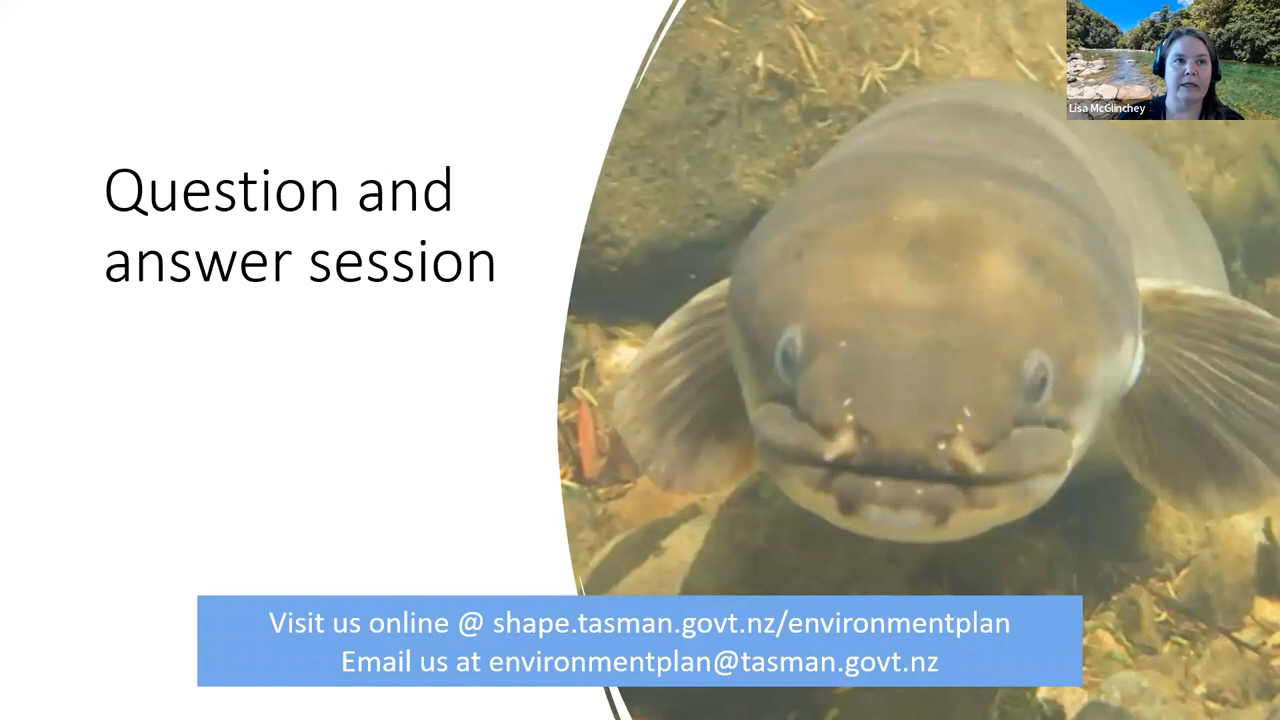 Lisa McGlinchey
Question and
answer session
Visit us online @ shape.tasman.govt.nz/environmentplan
Email us at environmentplan@tasman.govt.nz